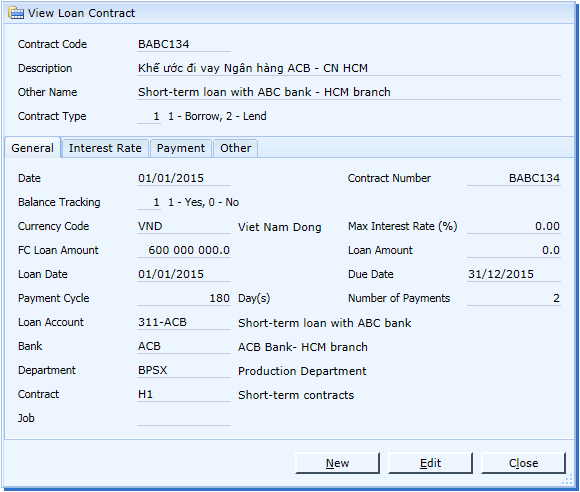 View Loan Contract
Contract Code BABC134
Description Khế ước đi vay Ngân hàng ACB - CN HCM
Other Name Short-term loan with ABC bank - HCM branch
Contract Type 1 1 - Borrow, 2 - Lend
General Interest Rate Payment Other
Date 01/01/2015 Contract Number BABC134
Balance Tracking 1 1 - Yes, 0 - No
Currency Code VND Viet Nam Dong Max Interest Rate (%) 0.00
FC Loan Amount 600 000 000.0 Loan Amount 0.0
Loan Date 01/01/2015 Due Date 31/12/2015
Payment Cycle 180 Day(s) Number of Payments 2
Loan Account 311-ACB Short-term loan with ABC bank
Bank ACB ACB Bank- HCM branch
Department BPSX Production Department
Contract H1 Short-term contracts
Job
New Edit Close